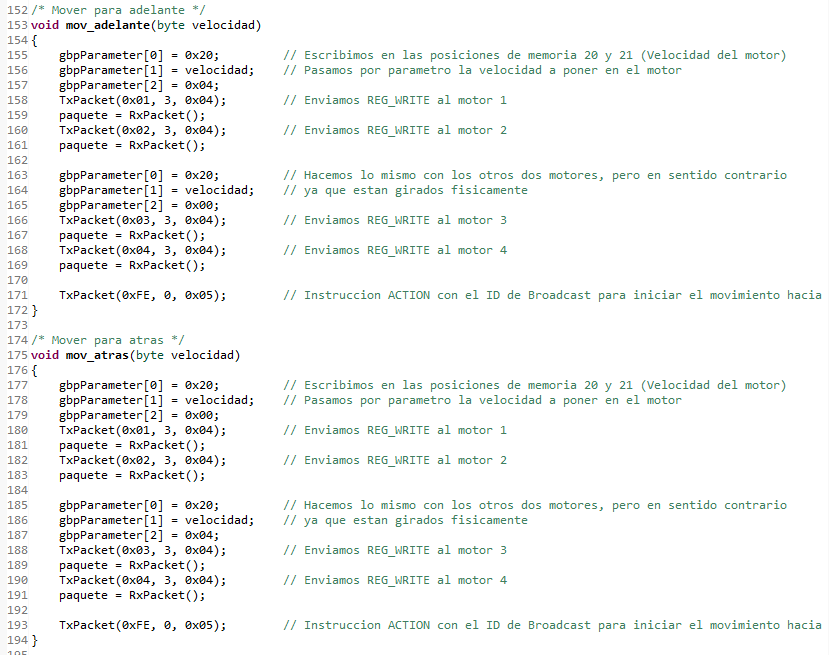 152 /* Mover para adelante */
153 void mov_adelante(byte velocidad)
154 {
155     gbpParameter[0] = 0x20;        // Escribimos en las posiciones de memoria 20 y 21 (Velocidad del motor)
156     gbpParameter[1] = velocidad;    // Pasamos por parametro la velocidad a poner en el motor
157     gbpParameter[2] = 0x04;
158     TxPacket(0x01, 3, 0x04);        // Enviamos REG_WRITE al motor 1
159     paquete = RxPacket();
160     TxPacket(0x02, 3, 0x04);        // Enviamos REG_WRITE al motor 2
161     paquete = RxPacket();
162
163     gbpParameter[0] = 0x20;        // Hacemos lo mismo con los otros dos motores, pero en sentido contrario
164     gbpParameter[1] = velocidad;    // ya que estan girados fisicamente
165     gbpParameter[2] = 0x00;
166     TxPacket(0x03, 3, 0x04);        // Enviamos REG_WRITE al motor 3
167     paquete = RxPacket();
168     TxPacket(0x04, 3, 0x04);        // Enviamos REG_WRITE al motor 4
169     paquete = RxPacket();
170
171     TxPacket(0xFE, 0, 0x05);        // Instruccion ACTION con el ID de Broadcast para iniciar el movimiento hacia
172 }
173
174 /* Mover para atras */
175 void mov_atras(byte velocidad)
176 {
177     gbpParameter[0] = 0x20;        // Escribimos en las posiciones de memoria 20 y 21 (Velocidad del motor)
178     gbpParameter[1] = velocidad;    // Pasamos por parametro la velocidad a poner en el motor
179     gbpParameter[2] = 0x00;
180     TxPacket(0x01, 3, 0x04);        // Enviamos REG_WRITE al motor 1
181     paquete = RxPacket();
182     TxPacket(0x02, 3, 0x04);        // Enviamos REG_WRITE al motor 2
183     paquete = RxPacket();
184
185     gbpParameter[0] = 0x20;        // Hacemos lo mismo con los otros dos motores, pero en sentido contrario
186     gbpParameter[1] = velocidad;    // ya que estan girados fisicamente
187     gbpParameter[2] = 0x04;
188     TxPacket(0x03, 3, 0x04);        // Enviamos REG_WRITE al motor 3
189     paquete = RxPacket();
190     TxPacket(0x04, 3, 0x04);        // Enviamos REG_WRITE al motor 4
191     paquete = RxPacket();
192
193     TxPacket(0xFE, 0, 0x05);        // Instruccion ACTION con el ID de Broadcast para iniciar el movimiento hacia
194 }
195